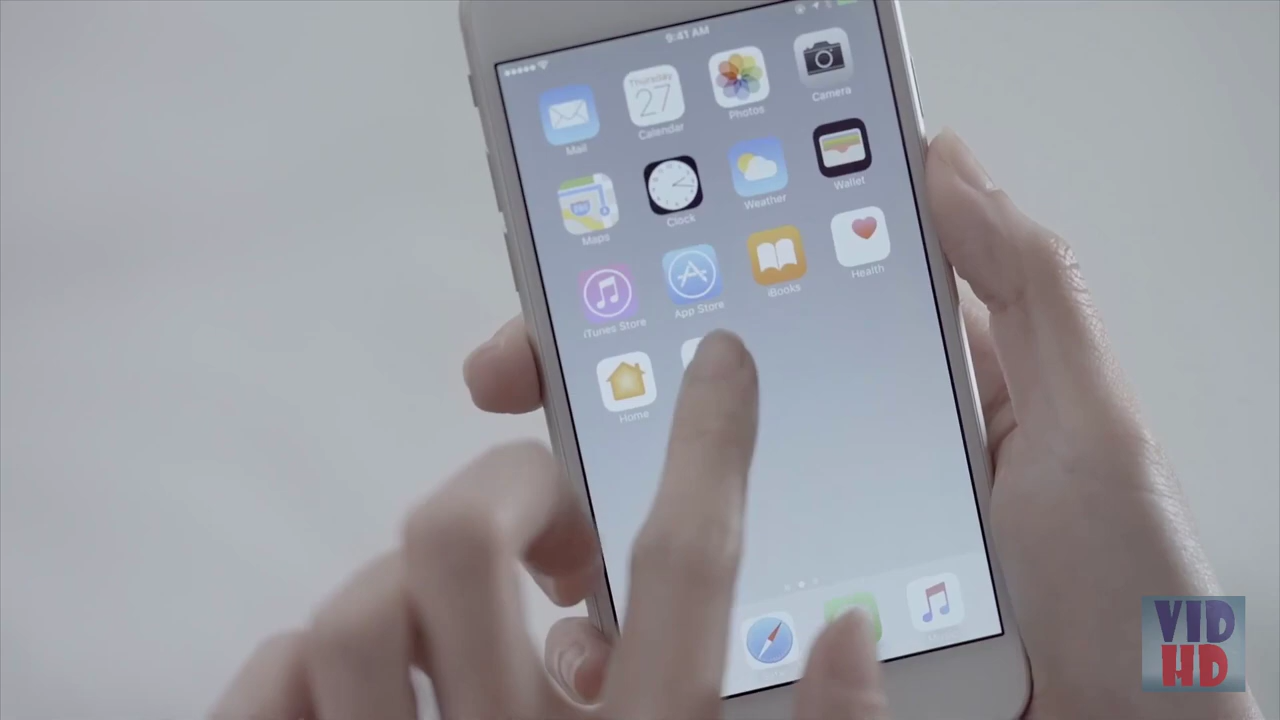 9:41 AM
Mail
Thursday
27
Calendar
Photos
Camera
Maps
280
Clock
Weather
Wallet
iTunes Store
App Store
iBooks
Health
Home
VID
HD